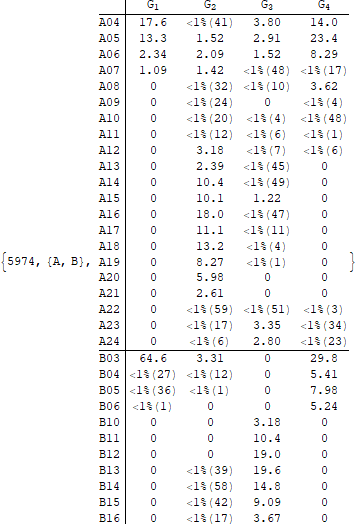 G1 G2 G3 G4
A04 17.6 <1%(41) 3.80 14.0
A05 13.3 1.52 2.91 23.4
A06 2.34 2.09 1.52 8.29
A07 1.09 1.42 <1%(48) <1%(17)
A08 0 <1%(32) <1%(10) 3.62
A09 0 <1%(24) 0 <1%(4)
A10 0 <1%(20) <1%(4) <1%(48)
A11 0 <1%(12) <1%(6) <1%(1)
A12 0 3.18 <1%(7) <1%(6)
A13 0 2.39 <1%(45) 0
A14 0 10.4 <1%(49) 0
A15 0 10.1 1.22 0
A16 0 18.0 <1%(47) 0
A17 0 11.1 <1%(11) 0
A18 0 13.2 <1%(4) 0
{5974, {A, B}, A19 0 8.27 <1%(1) 0 }
A20 0 5.98 0 0
A21 0 2.61 0 0
A22 0 <1%(59) <1%(51) <1%(3)
A23 0 <1%(17) 3.35 <1%(34)
A24 0 <1%(6) 2.80 <1%(23)
B03 64.6 3.31 0 29.8
B04 <1%(27) <1%(12) 0 5.41
B05 <1%(36) <1%(1) 0 7.98
B06 <1%(1) 0 0 5.24
B10 0 0 3.18 0
B11 0 0 10.4 0
B12 0 0 19.0 0
B13 0 <1%(39) 19.6 0
B14 0 <1%(58) 14.8 0
B15 0 <1%(42) 9.09 0
B16 0 <1%(17) 3.67 0